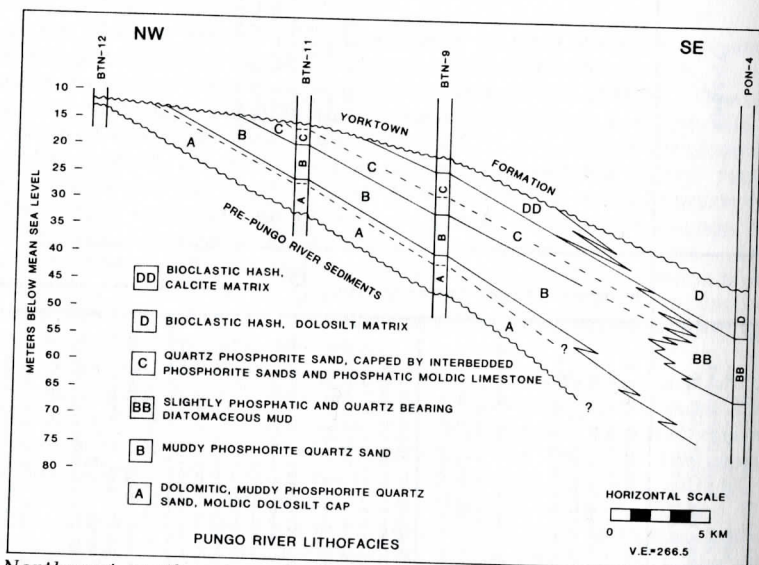 NW
SE
BTN-12
BTN-11
BTN-9
PON-4
METERS BELOW MEAN SEA LEVEL
10
15
20
25
30
35
40
45
50
55
60
65
70
75
80
YORKTOWN
FORMATION
PRE-PUNGO RIVER SEDIMENTS
A
B
C
C
B
A
A
B
C
C
B
A
DD
C
B
A
?
?
D
BB
D
BB
DD BIOCLASTIC HASH,
CALCITE MATRIX
D BIOCLASTIC HASH, DOLOSILT MATRIX
C QUARTZ PHOSPHORITE SAND, CAPPED BY INTERBEDDED
PHOSPHORITE SANDS AND PHOSPHATIC MOLDIC LIMESTONE
BB SLIGHTLY PHOSPHATIC AND QUARTZ BEARING
DIATOMACEOUS MUD
B MUDDY PHOSPHORITE QUARTZ SAND
A DOLOMITIC, MUDDY PHOSPHORITE QUARTZ
SAND, MOLDIC DOLOSILT CAP
PUNGO RIVER LITHOFACIES
HORIZONTAL SCALE
0 5 KM
V.E.=266.5